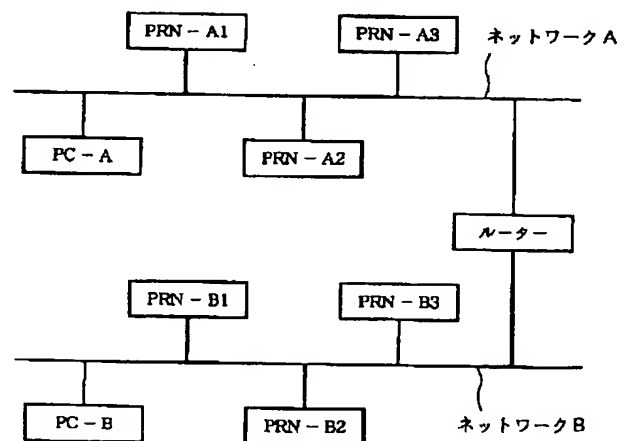 PRN-A1
PRN-A3
ネットワークA
PC-A
PRN-A2
ルーター
PRN-B1
PRN-B3
PC-B
PRN-B2
ネットワークB